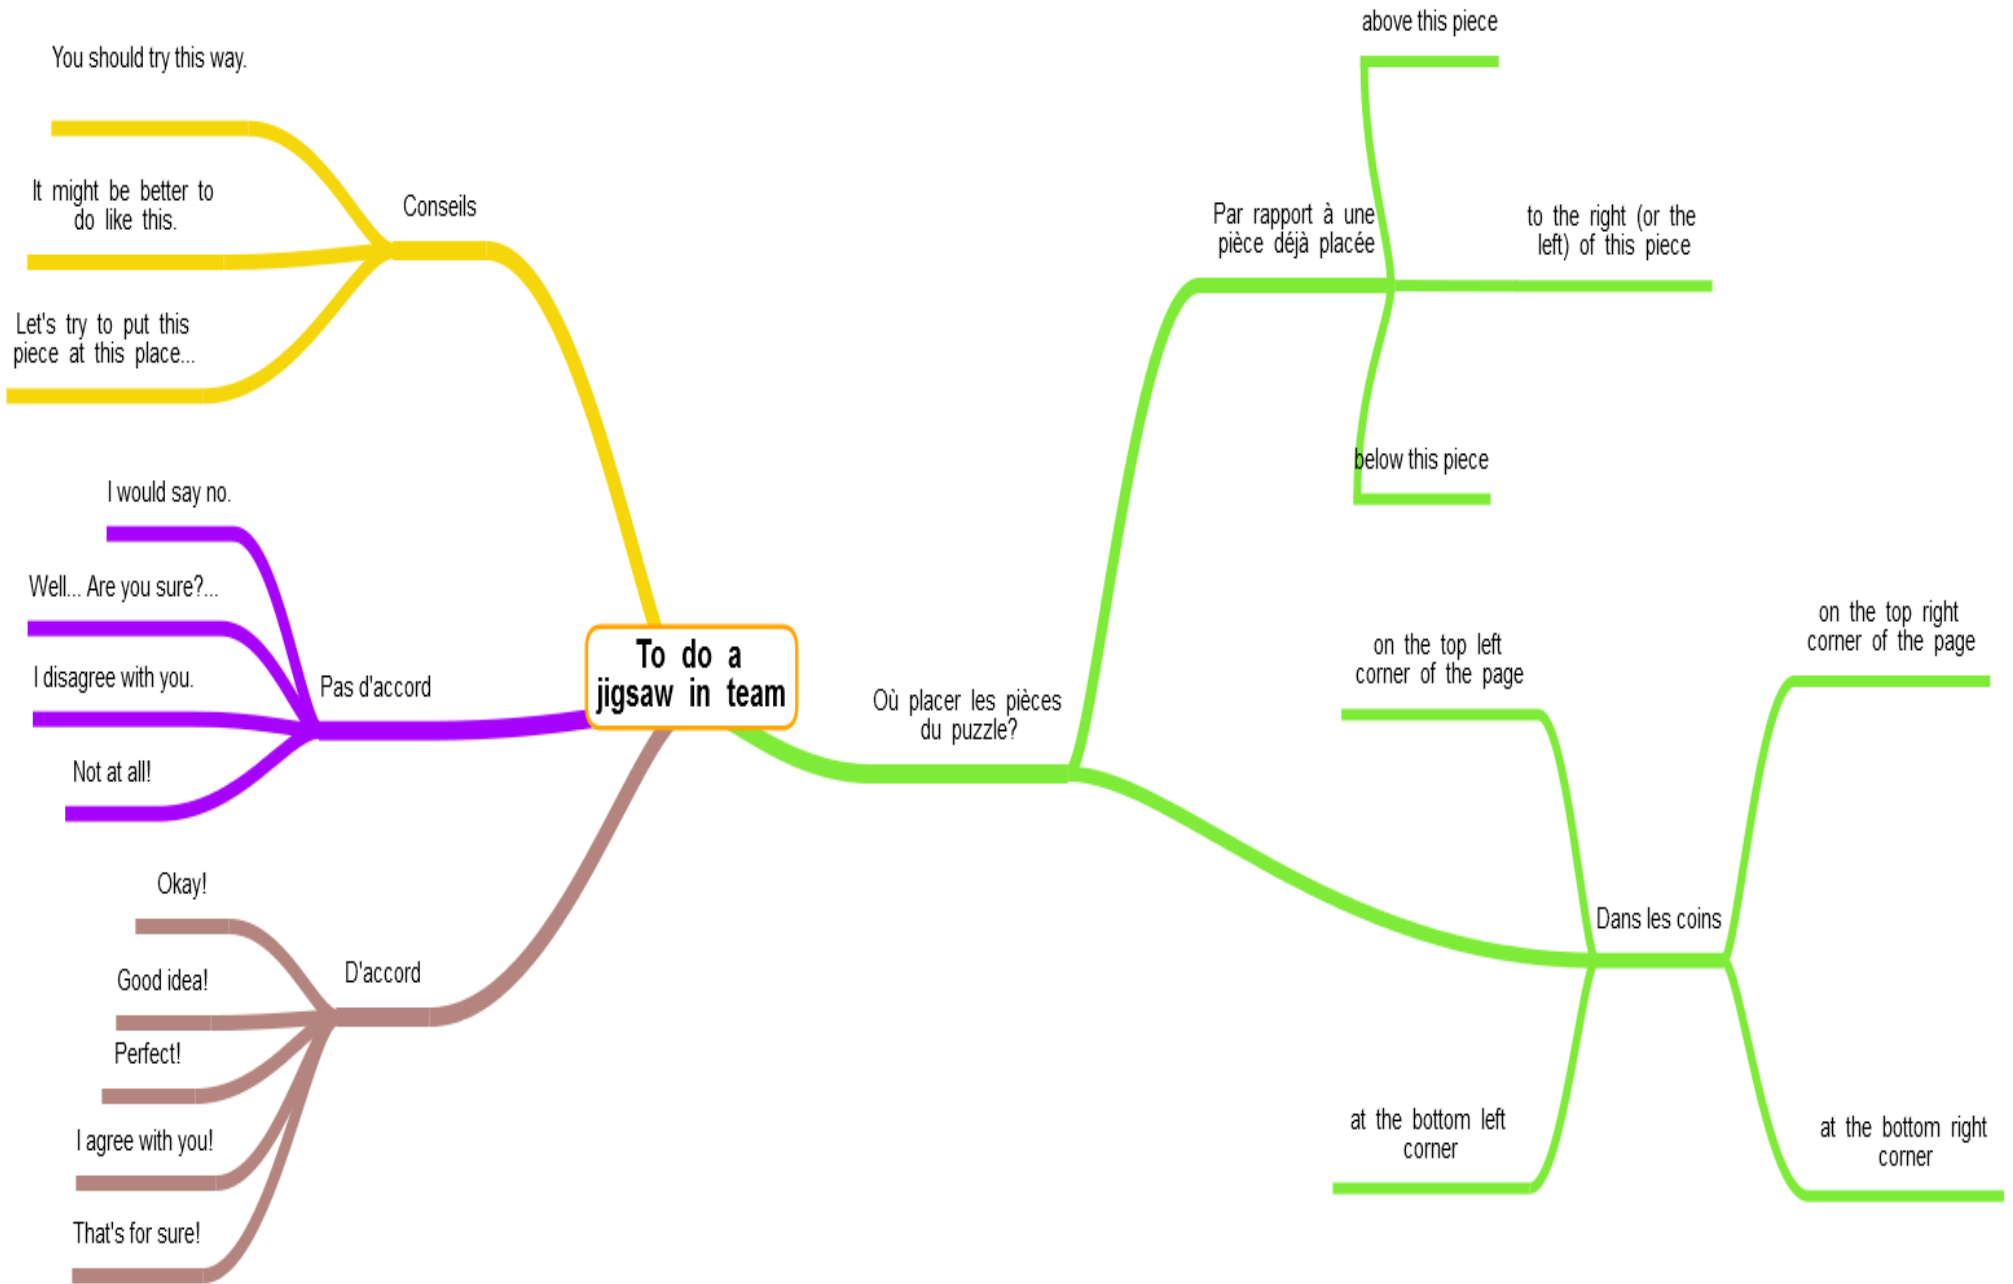 To do a
jigsaw in team
Conseils
You should try this way.
It might be better to
do like this.
Let's try to put this
piece at this place...
Pas d'accord
I would say no.
Well... Are you sure?...
I disagree with you.
Not at all!
D'accord
Okay!
Good idea!
Perfect!
I agree with you!
That's for sure!
Où placer les pièces
du puzzle?
Par rapport à une
pièce déjà placée
above this piece
to the right (or the
left) of this piece
below this piece
Dans les coins
on the top left
corner of the page
on the top right
corner of the page
at the bottom left
corner
at the bottom right
corner